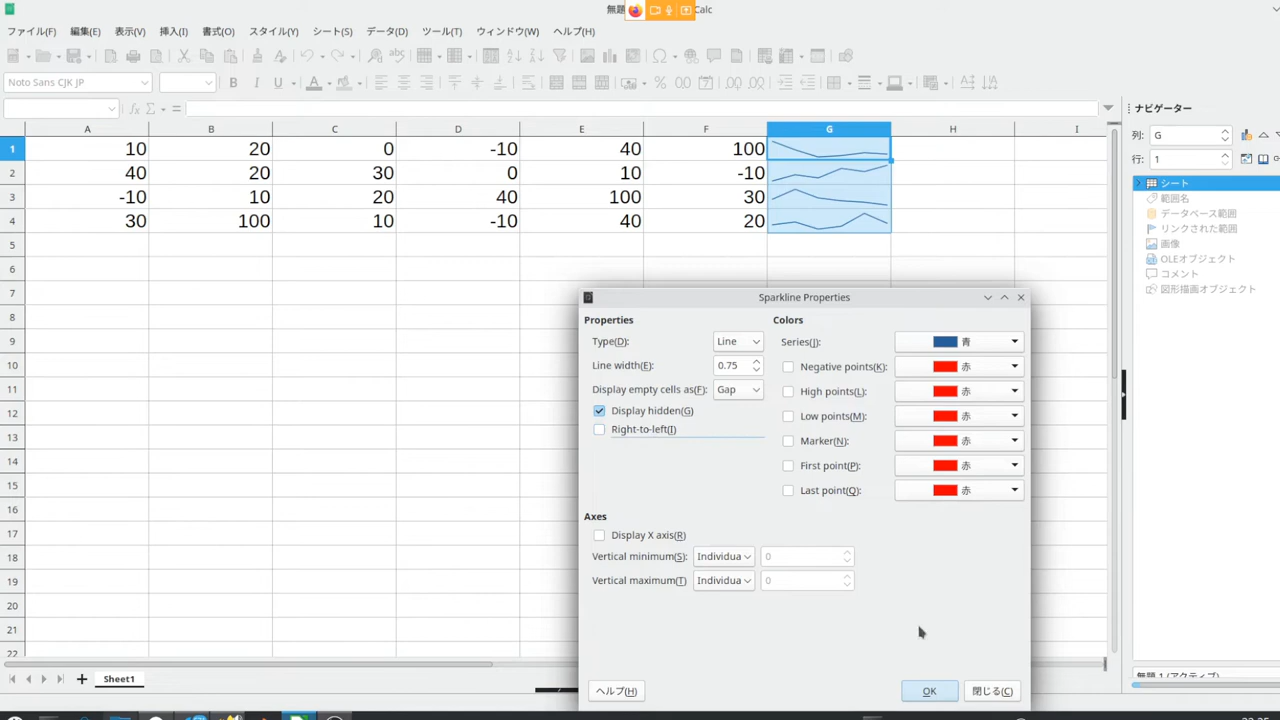 無題
Calc
ファイル(F) 編集(E) 表示(V) 挿入(I) 書式(O) スタイル(Y) シート(S) データ(D) ツール(T) ウィンドウ(W) ヘルプ(H)
Noto Sans CJK JP
ナビゲーター
A B C D E F G H I
列: G
行: 1
1 10 20 0 -10 40 100
2 40 20 30 0 10 -10
3 -10 10 20 40 100 30
4 30 100 10 -10 40 20
5
6
7
8
9
10
11
12
13
14
15
16
17
18
19
20
21
22
シート
範囲名
データベース範囲
リンクされた範囲
画像
OLEオブジェクト
コメント
図形描画オブジェクト
Sparkline Properties
Properties
Type(D): Line
Line width(E): 0.75
Display empty cells as(F): Gap
Display hidden(G)
Right-to-left(I)
Colors
Series(J): 青
Negative points(K): 赤
High points(L): 赤
Low points(M): 赤
Marker(N): 赤
First point(P): 赤
Last point(Q): 赤
Axes
Display X axis(R)
Vertical minimum(S): Individua 0
Vertical maximum(T) Individua 0
ヘルプ(H) OK 閉じる(C)
Sheet1